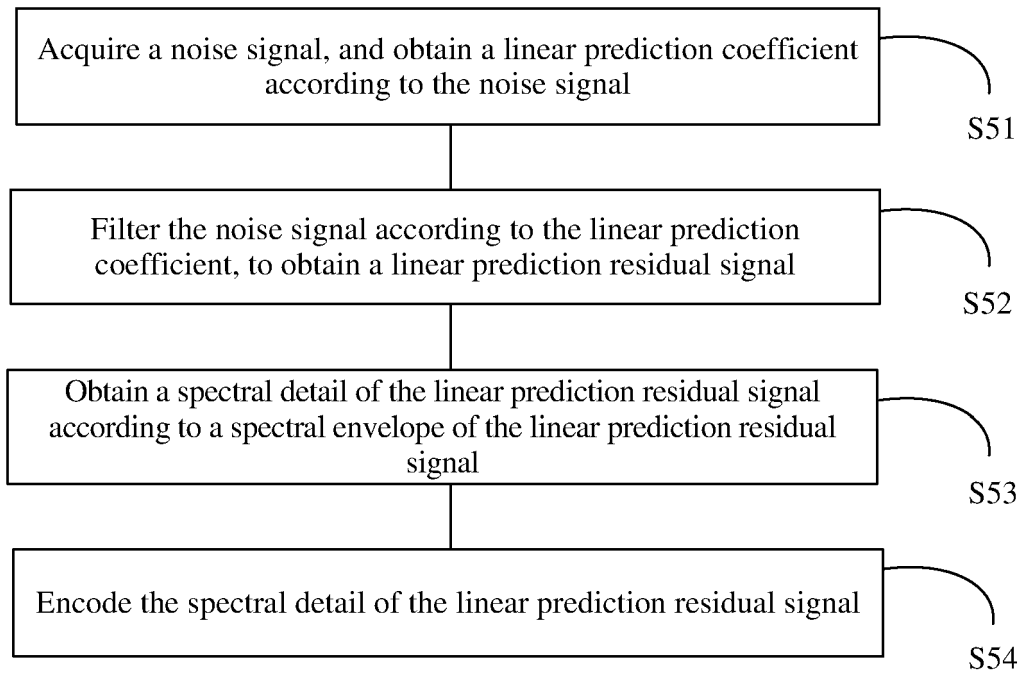 Acquire a noise signal, and obtain a linear prediction coefficient
according to the noise signal
S51
Filter the noise signal according to the linear prediction
coefficient, to obtain a linear prediction residual signal
S52
Obtain a spectral detail of the linear prediction residual signal
according to a spectral envelope of the linear prediction residual
signal
S53
Encode the spectral detail of the linear prediction residual signal
S54